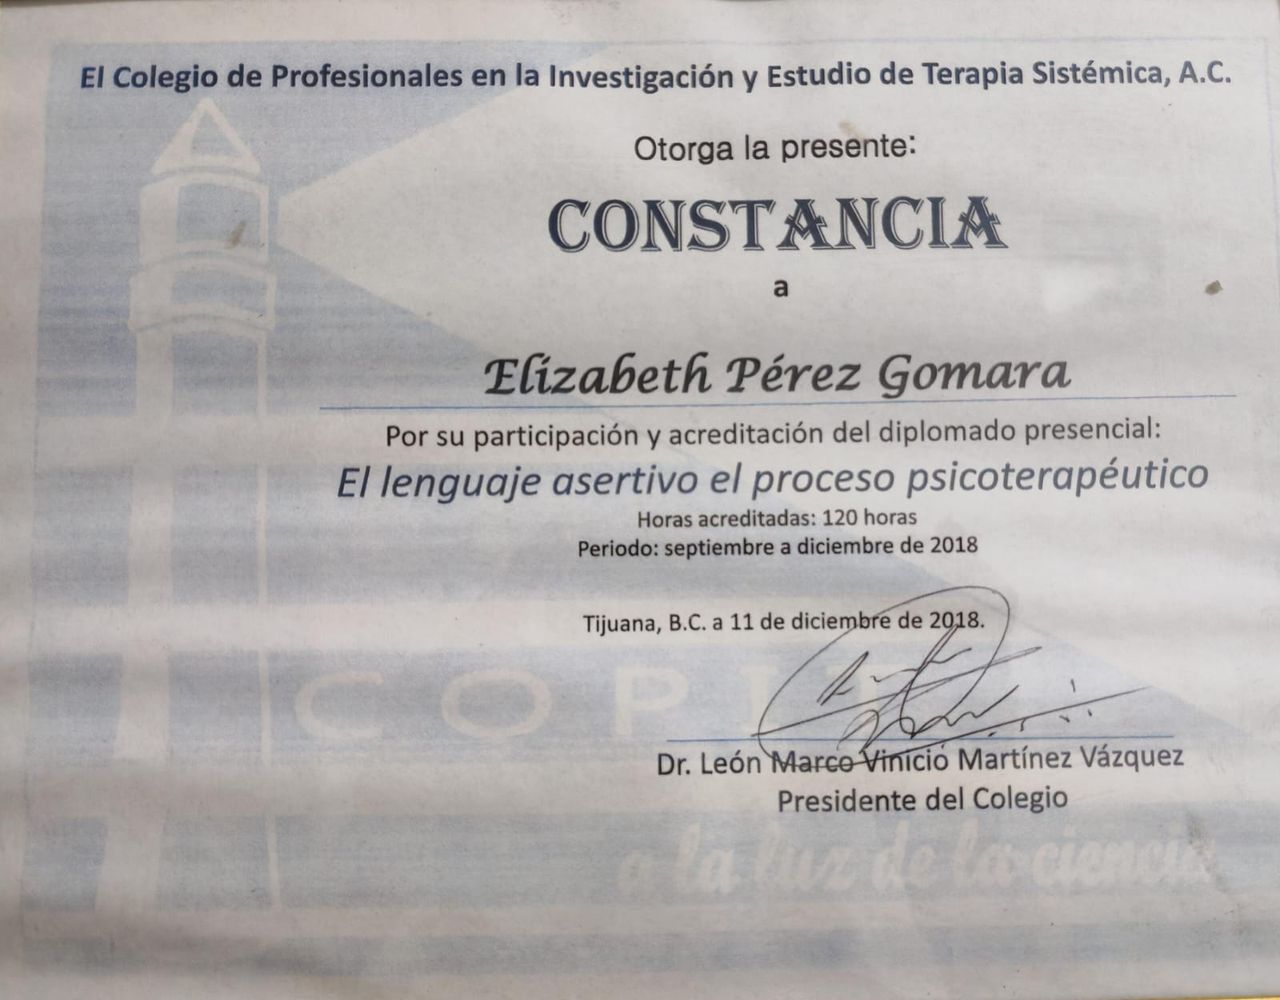 El Colegio de Profesionales en la Investigación y Estudio de Terapia Sistémica, A.C.
Otorga la presente:
CONSTANCIA
a
Elizabeth Pérez Gomara
Por su participación y acreditación del diplomado presencial:
El lenguaje asertivo el proceso psicoterapéutico
Horas acreditadas: 120 horas
Periodo: septiembre a diciembre de 2018
Tijuana, B.C. a 11 de diciembre de 2018.
COPI
Dr. León Marco Vinicio Martínez Vázquez
Presidente del Colegio
a la luz de la ciencia